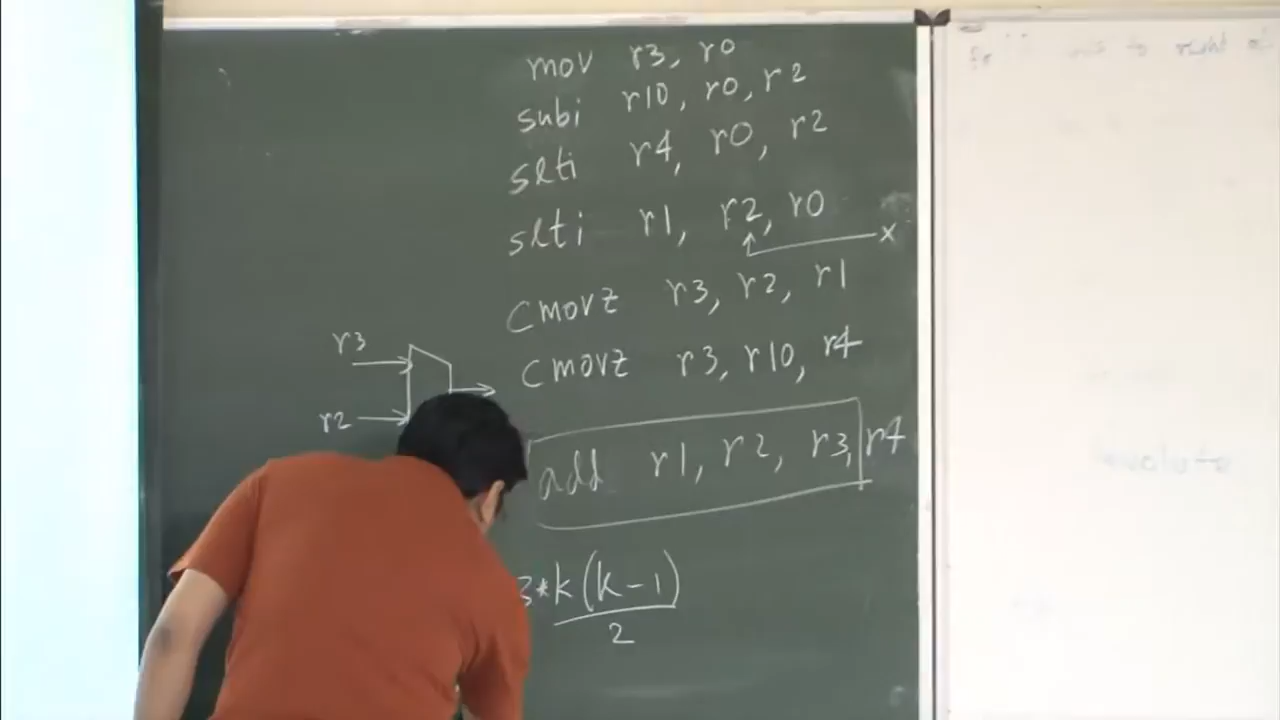 mov r3, r0
subi r10, r0, r2
slti r4, r0, r2
slti r1, r2, r0
x
cmovz r3, r2, r1
r3
cmovz r3, r10, r4
r2
add r1, r2, r3, r4
3*k(k-1)
2